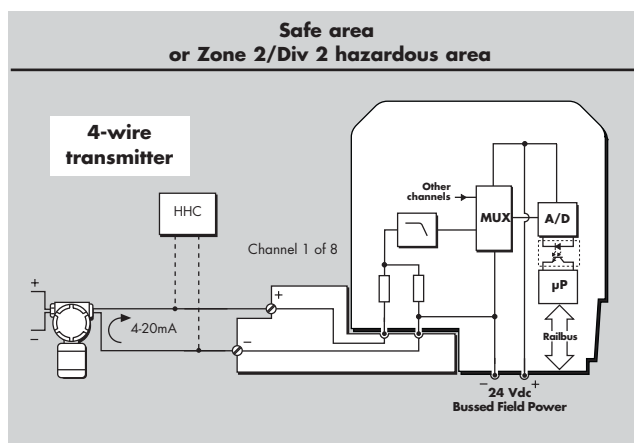 Safe area
or Zone 2/Div 2 hazardous area
4-wire
transmitter
HHC
Other
channels
MUX
A/D
Channel 1 of 8
µP
+
+
4-20mA
–
–
Railbus
– +
24 Vdc
Bussed Field Power